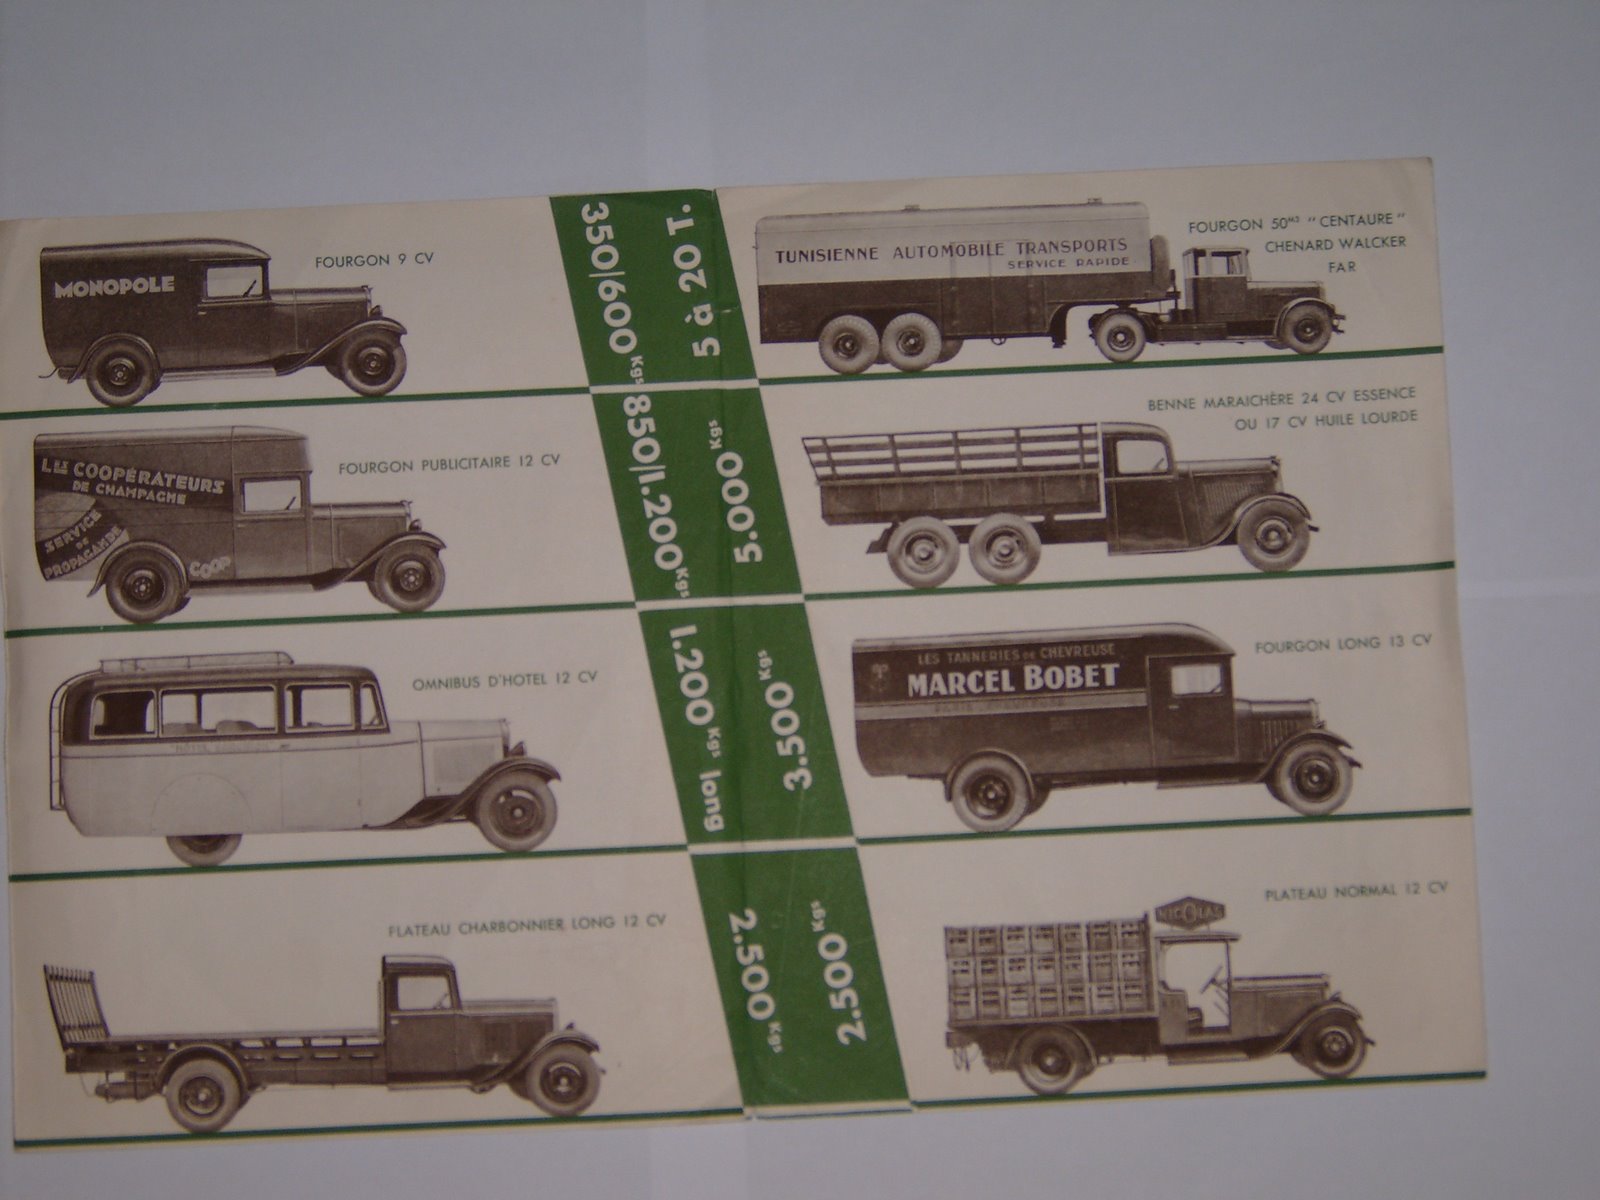 FOURGON 9 CV
MONOPOLE
350/600 Kgs
FOURGON PUBLICITAIRE 12 CV
LES COOPÉRATEURS
DE CHAMPAGNE
SERVICE
DE
PROPAGANDE
COOP
850/1.200 Kgs
OMNIBUS D'HOTEL 12 CV
1.200 Kgs long
PLATEAU CHARBONNIER LONG 12 CV
2.500 Kgs
5 à 20 T.
FOURGON 50M3 "CENTAURE"
CHENARD WALCKER
FAR
TUNISIENNE AUTOMOBILE TRANSPORTS
SERVICE RAPIDE
5.000 Kgs
BENNE MARAICHÈRE 24 CV ESSENCE
OU 17 CV HUILE LOURDE
3.500 Kgs
FOURGON LONG 13 CV
LES TANNERIES DE CHEVREUSE
MARCEL BOBET
2.500 Kgs
PLATEAU NORMAL 12 CV
NICOLAS